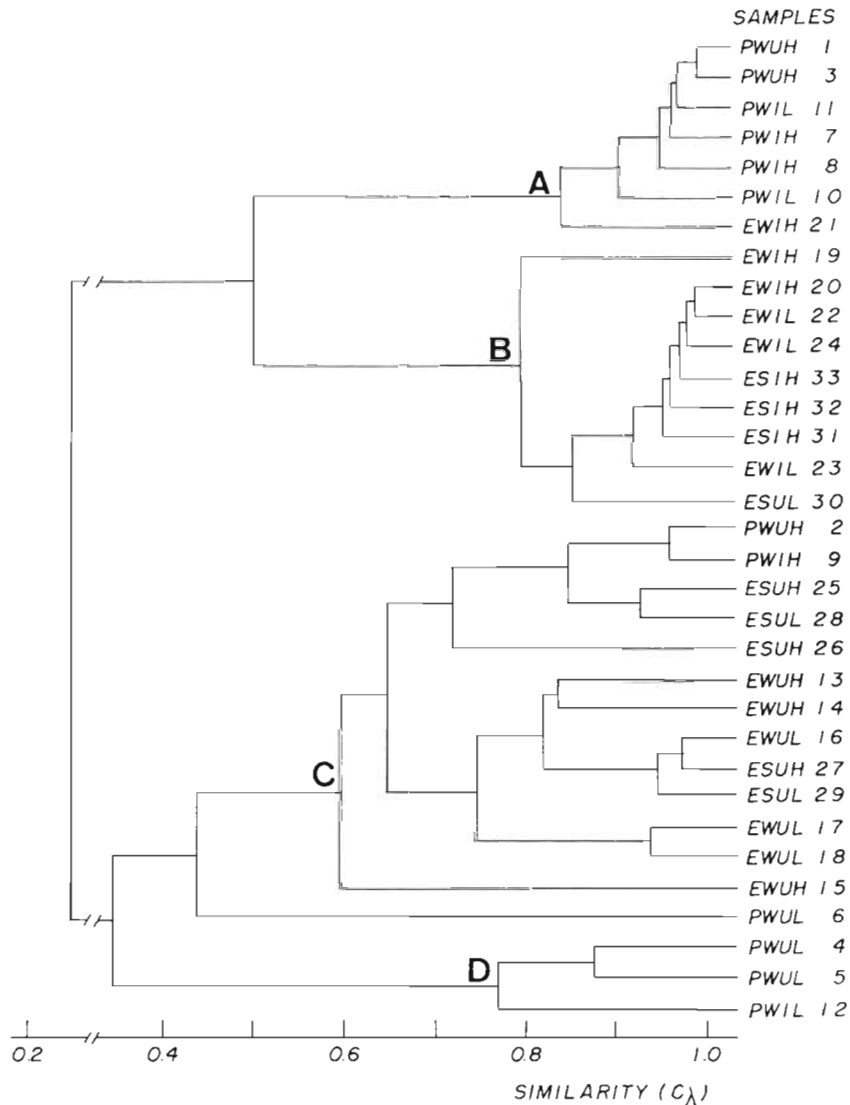 SAMPLES
PWUH 1
PWUH 3
PWIL 11
PWIH 7
PWIH 8
PWIL 10
A
EWIH 21
EWIH 19
EWIH 20
EWIL 22
B
EWIL 24
ESIH 33
ESIH 32
ESIH 31
EWIL 23
ESUL 30
PWUH 2
PWIH 9
ESUH 25
ESUL 28
ESUH 26
EWUH 13
EWUH 14
EWUL 16
C
ESUH 27
ESUL 29
EWUL 17
EWUL 18
EWUH 15
PWUL 6
PWUL 4
D
PWUL 5
PWIL 12
0.2 0.4 0.6 0.8 1.0
SIMILARITY (Cλ)